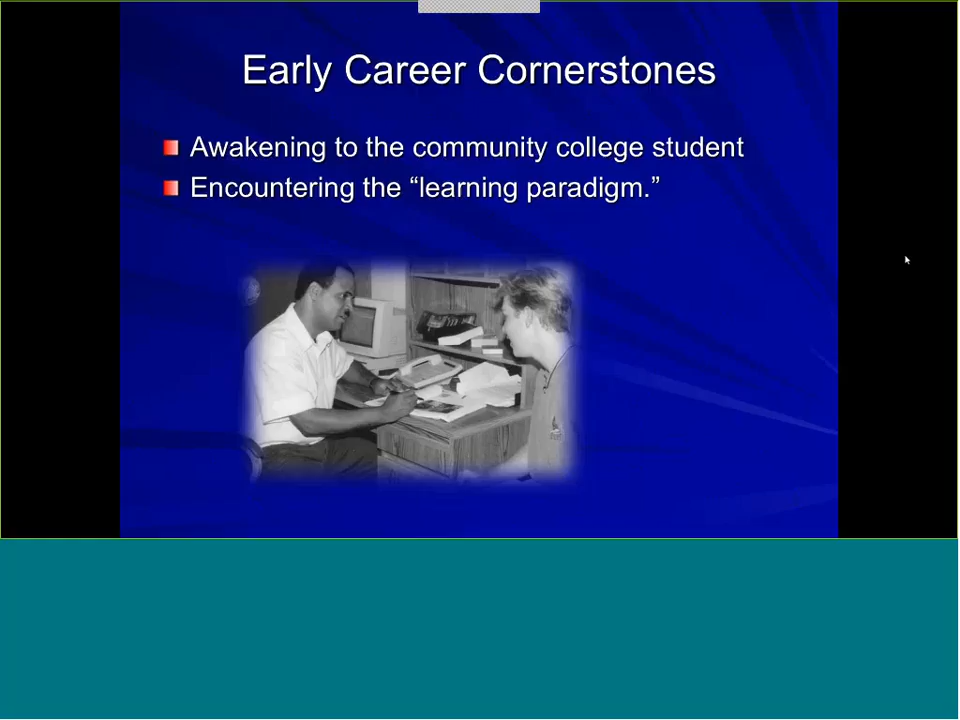 Early Career Cornerstones
Awakening to the community college student
Encountering the “learning paradigm.”